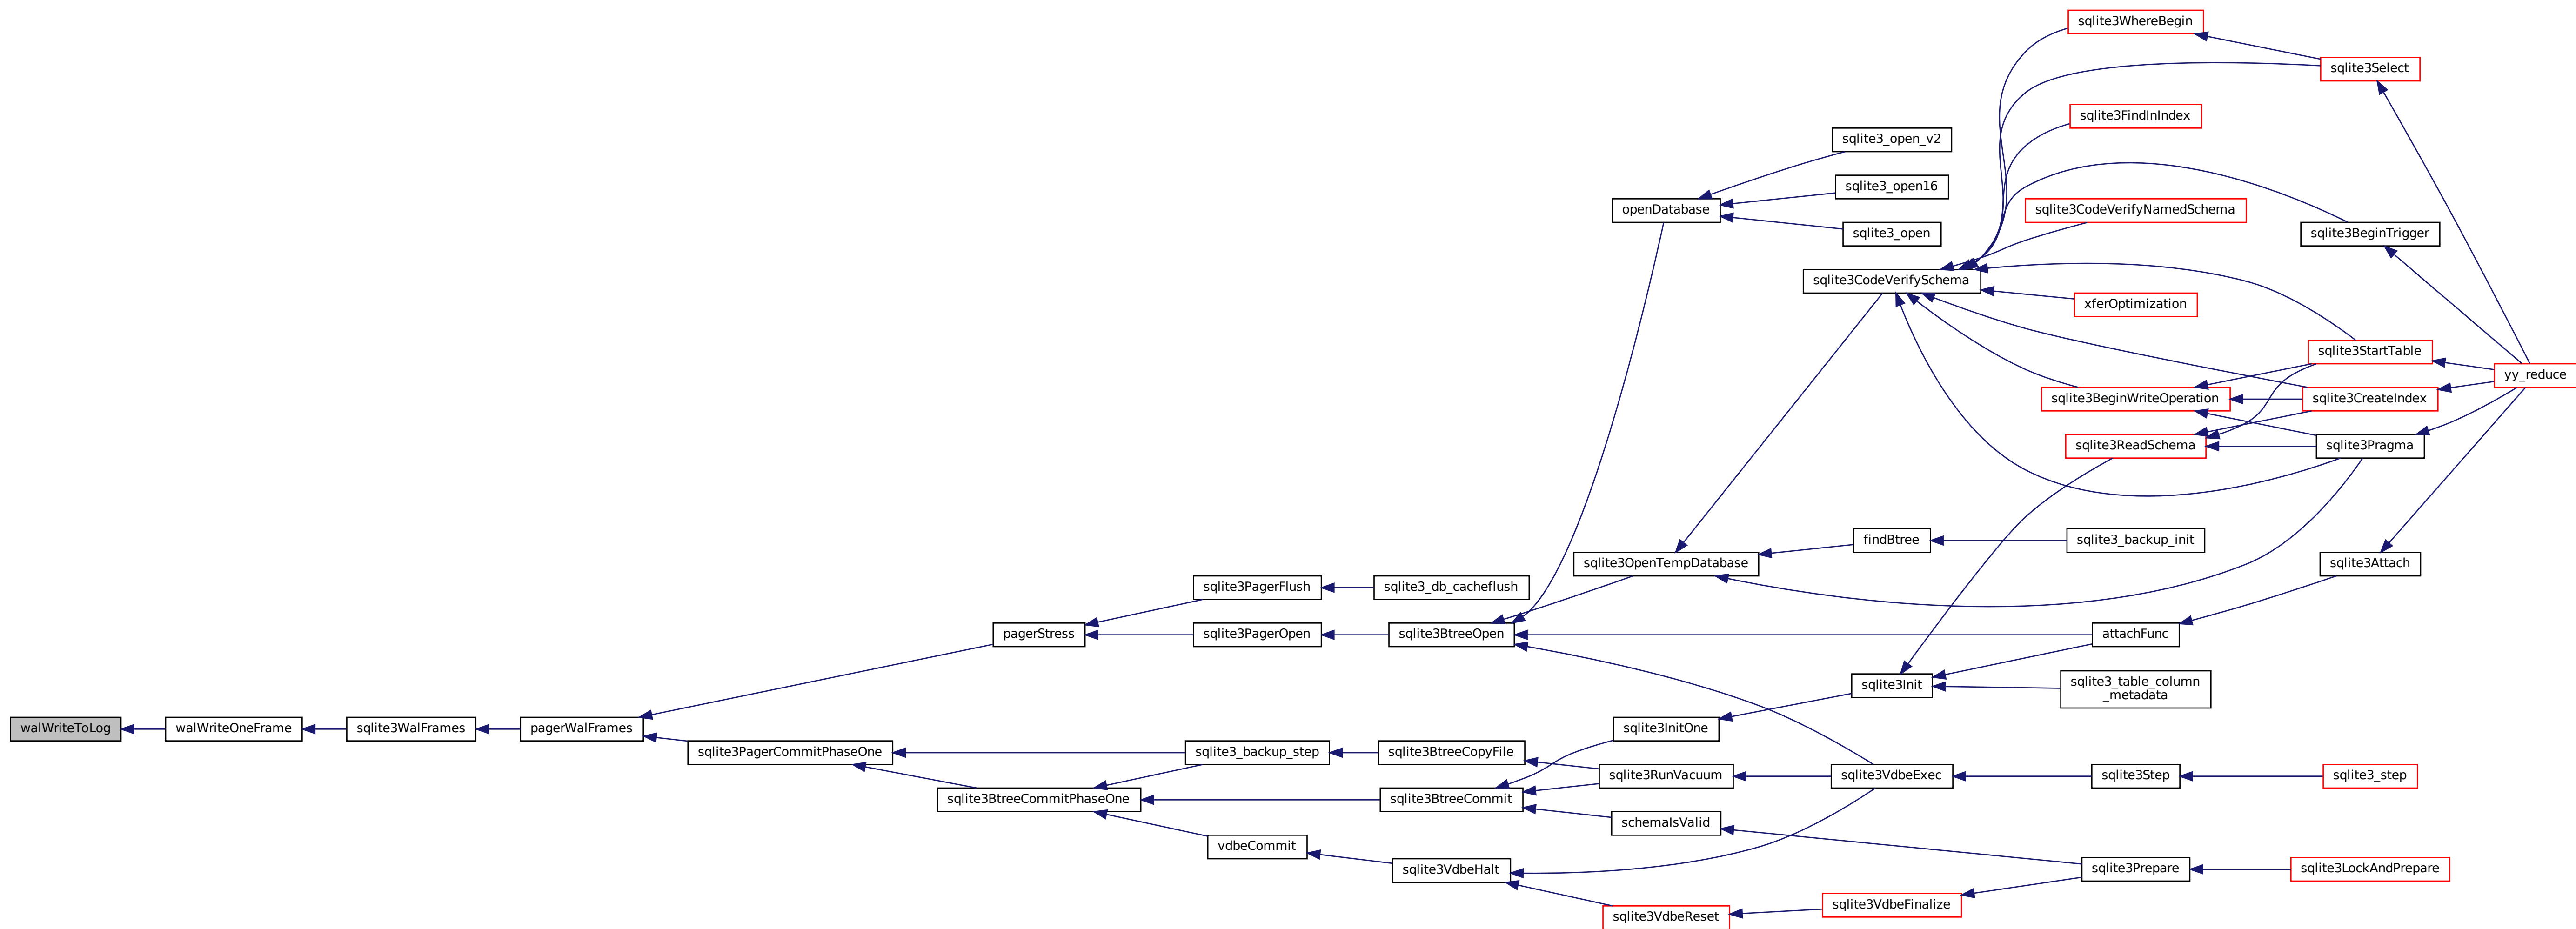 sqlite3WhereBegin
sqlite3Select
sqlite3FindInIndex
sqlite3_open_v2
sqlite3_open16
openDatabase
sqlite3CodeVerifyNamedSchema
sqlite3_open
sqlite3BeginTrigger
sqlite3CodeVerifySchema
xferOptimization
sqlite3StartTable
yy_reduce
sqlite3BeginWriteOperation
sqlite3CreateIndex
sqlite3ReadSchema
sqlite3Pragma
findBtree
sqlite3_backup_init
sqlite3OpenTempDatabase
sqlite3Attach
sqlite3PagerFlush
sqlite3_db_cacheflush
pagerStress
sqlite3PagerOpen
sqlite3BtreeOpen
attachFunc
sqlite3Init
sqlite3_table_column
_metadata
walWriteToLog
walWriteOneFrame
sqlite3WalFrames
pagerWalFrames
sqlite3InitOne
sqlite3PagerCommitPhaseOne
sqlite3_backup_step
sqlite3BtreeCopyFile
sqlite3RunVacuum
sqlite3VdbeExec
sqlite3Step
sqlite3_step
sqlite3BtreeCommitPhaseOne
sqlite3BtreeCommit
schemaIsValid
vdbeCommit
sqlite3VdbeHalt
sqlite3Prepare
sqlite3LockAndPrepare
sqlite3VdbeFinalize
sqlite3VdbeReset